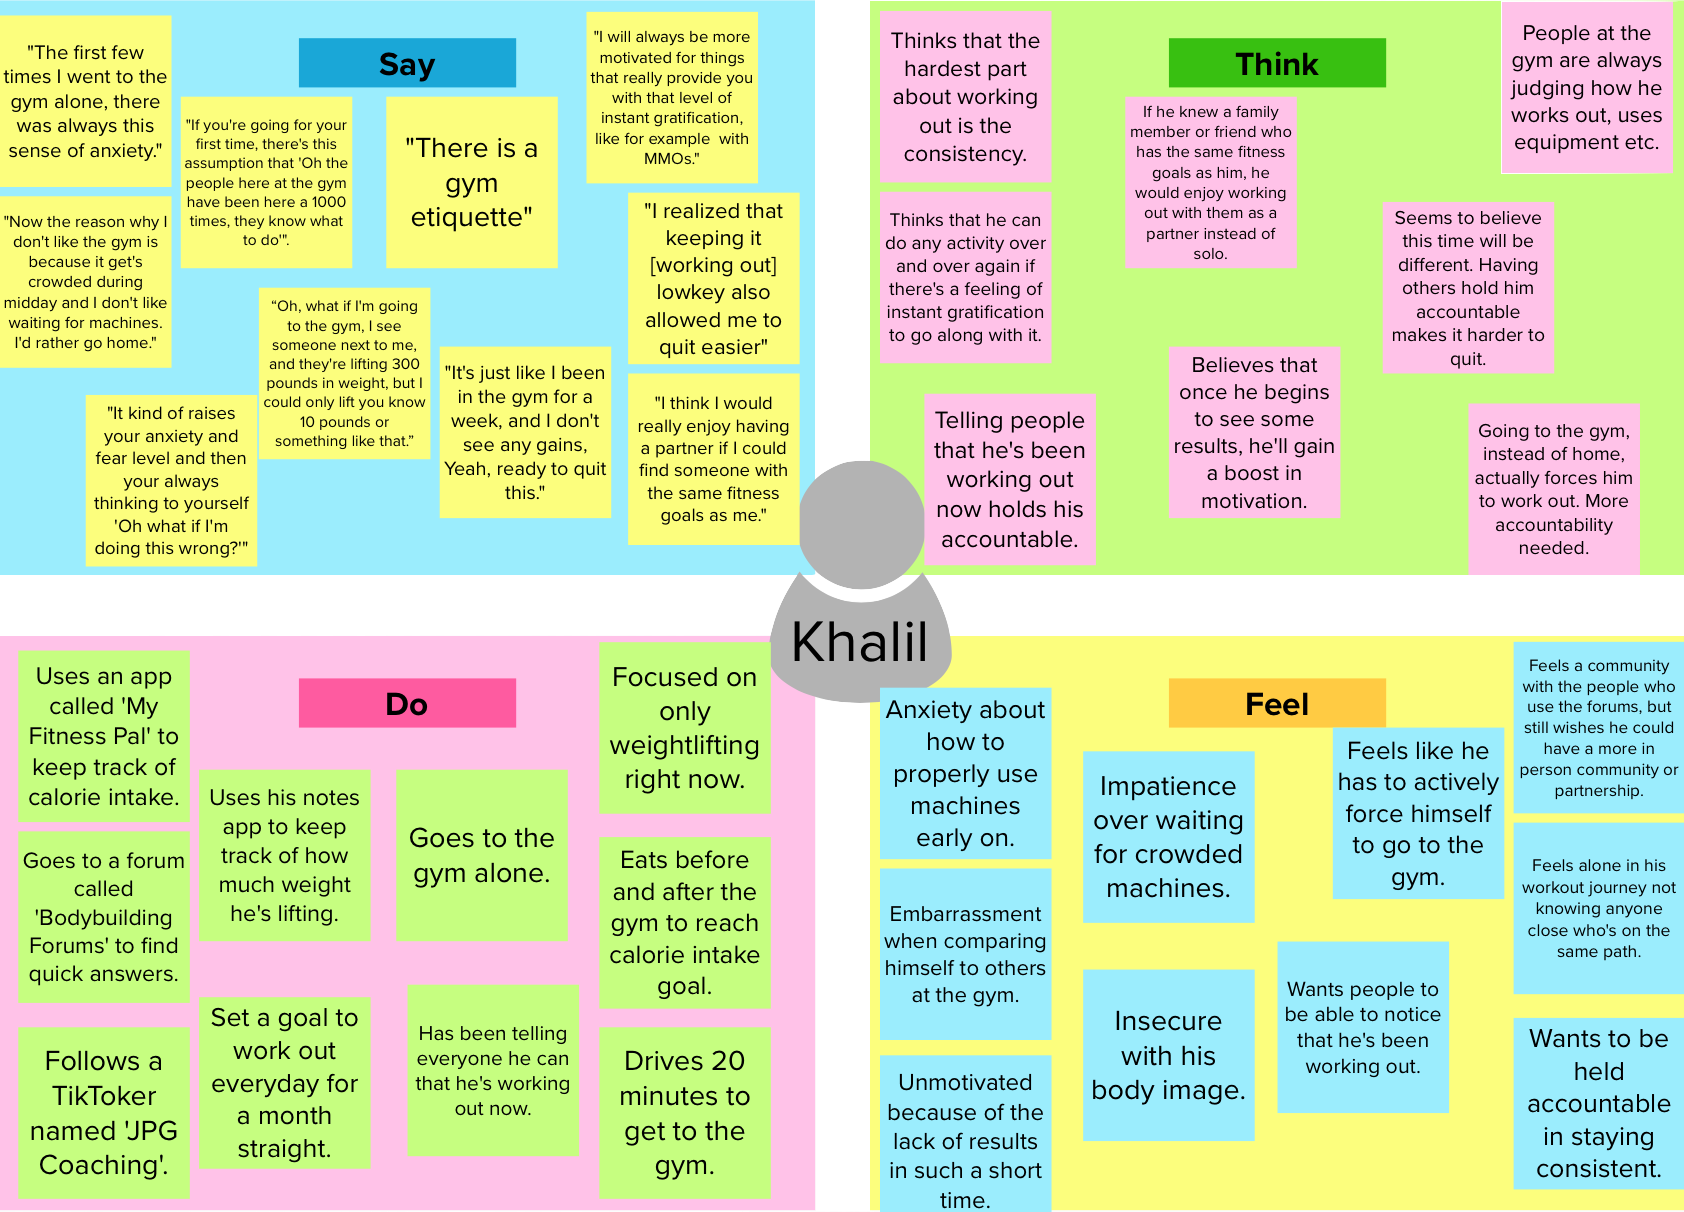 Say
"The first few
times I went to the
gym alone, there
was always this
sense of anxiety."
"If you're going for your
first time, there's this
assumption that 'Oh the
people here at the gym
have been here a 1000
times, they know what
to do'".
"There is a
gym
etiquette"
"I will always be more
motivated for things
that really provide you
with that level of
instant gratification,
like for example with
MMOs."
"Now the reason why I
don't like the gym is
because it get's
crowded during
midday and I don't like
waiting for machines.
I'd rather go home."
"I realized that
keeping it
[working out]
lowkey also
allowed me to
quit easier"
“Oh, what if I'm going
to the gym, I see
someone next to me,
and they're lifting 300
pounds in weight, but I
could only lift you know
10 pounds or
something like that.”
"It's just like I been
in the gym for a
week, and I don't
see any gains,
Yeah, ready to quit
this."
"I think I would
really enjoy having
a partner if I could
find someone with
the same fitness
goals as me."
"It kind of raises
your anxiety and
fear level and then
your always
thinking to yourself
'Oh what if I'm
doing this wrong?'"
Think
Thinks that the
hardest part
about working
out is the
consistency.
If he knew a family
member or friend who
has the same fitness
goals as him, he
would enjoy working
out with them as a
partner instead of
solo.
People at the
gym are always
judging how he
works out, uses
equipment etc.
Thinks that he can
do any activity over
and over again if
there's a feeling of
instant gratification
to go along with it.
Seems to believe
this time will be
different. Having
others hold him
accountable
makes it harder to
quit.
Believes that
once he begins
to see some
results, he'll gain
a boost in
motivation.
Telling people
that he's been
working out
now holds his
accountable.
Going to the gym,
instead of home,
actually forces him
to work out. More
accountability
needed.
Khalil
Do
Uses an app
called 'My
Fitness Pal' to
keep track of
calorie intake.
Uses his notes
app to keep
track of how
much weight
he's lifting.
Goes to the
gym alone.
Focused on
only
weightlifting
right now.
Goes to a forum
called
'Bodybuilding
Forums' to find
quick answers.
Eats before
and after the
gym to reach
calorie intake
goal.
Follows a
TikToker
named 'JPG
Coaching'.
Set a goal to
work out
everyday for
a month
straight.
Has been telling
everyone he can
that he's working
out now.
Drives 20
minutes to
get to the
gym.
Feel
Anxiety about
how to
properly use
machines
early on.
Impatience
over waiting
for crowded
machines.
Feels like he
has to actively
force himself
to go to the
gym.
Feels a community
with the people who
use the forums, but
still wishes he could
have a more in
person community or
partnership.
Embarrassment
when comparing
himself to others
at the gym.
Feels alone in his
workout journey not
knowing anyone
close who's on the
same path.
Insecure
with his
body image.
Wants people to
be able to notice
that he's been
working out.
Unmotivated
because of the
lack of results
in such a short
time.
Wants to be
held
accountable
in staying
consistent.